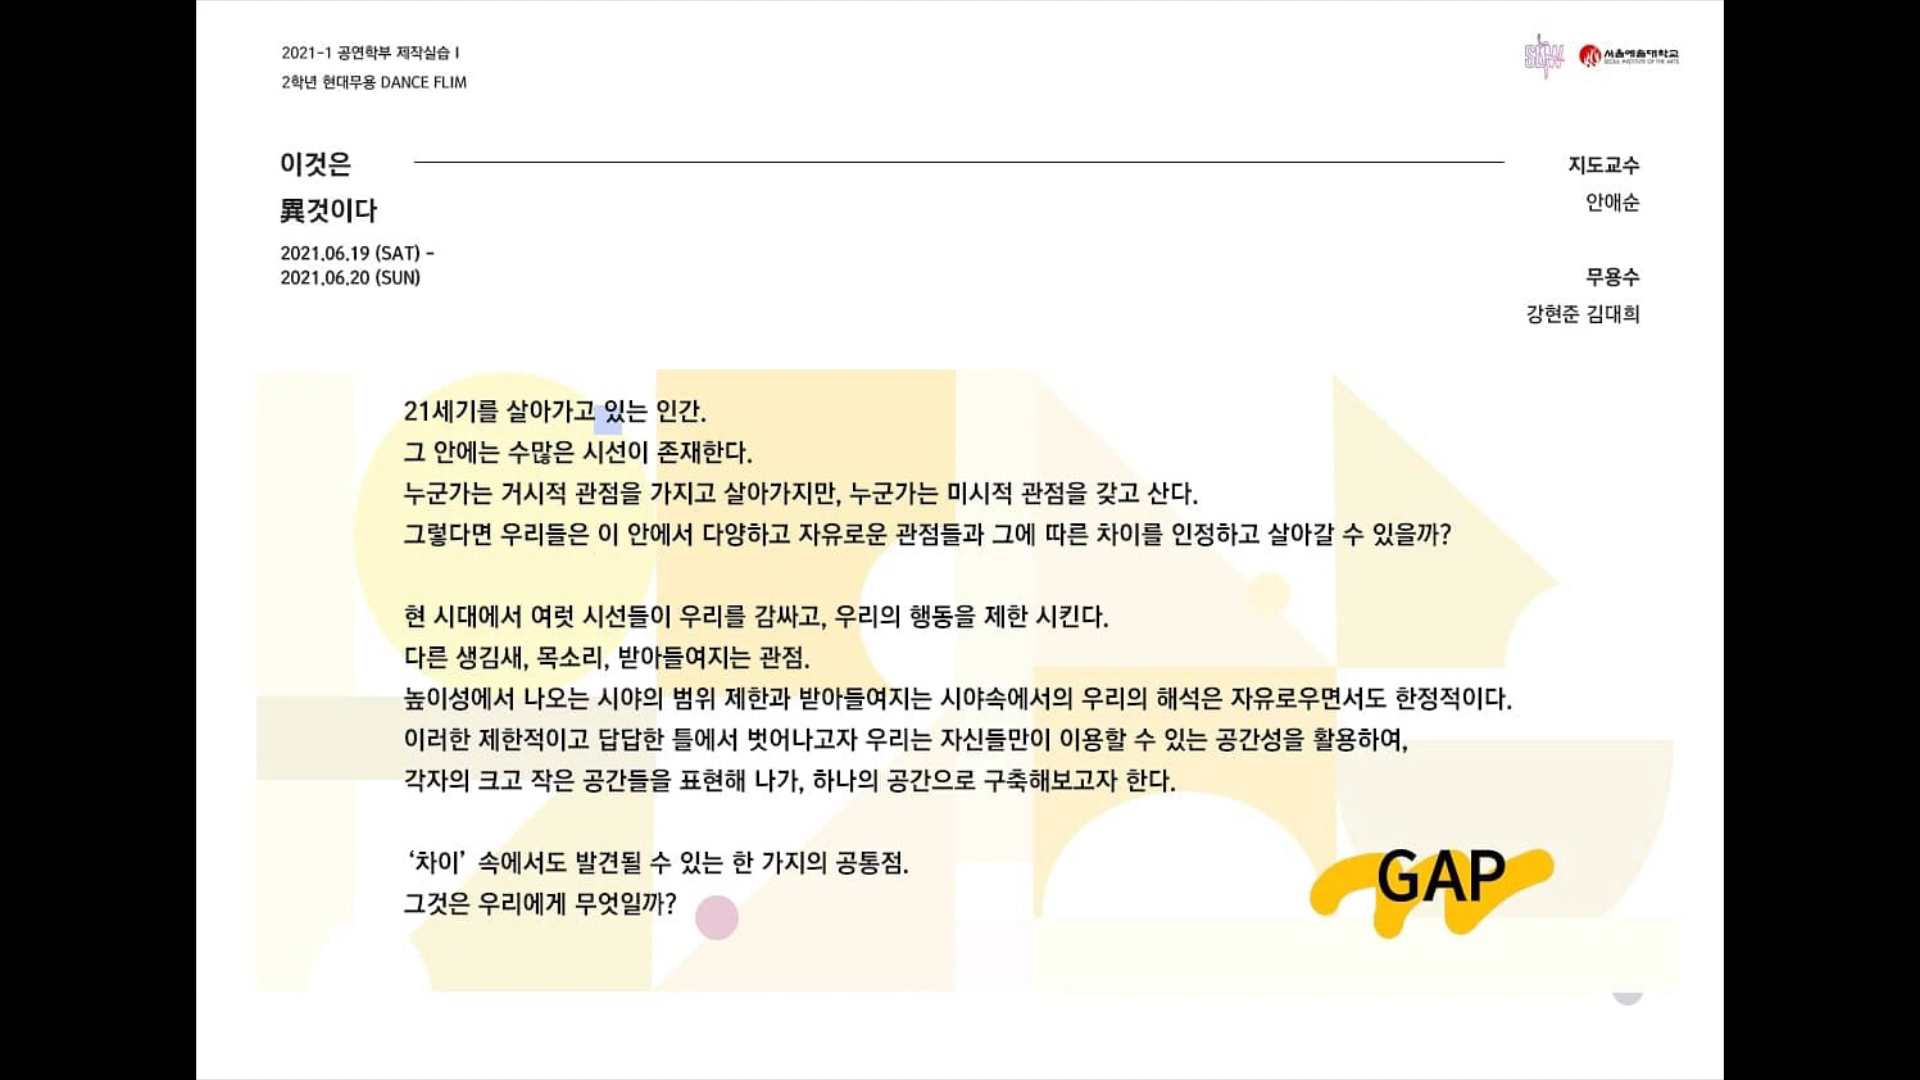 2021-1 공연학부 제작실습 I
2학년 현대무용 DANCE FLIM
서울예술대학교
SEOUL INSTITUTE OF THE ARTS
이것은
異것이다
2021.06.19 (SAT) -
2021.06.20 (SUN)
지도교수
안애순
무용수
강현준 김대희
21세기를 살아가고 있는 인간.
그 안에는 수많은 시선이 존재한다.
누군가는 거시적 관점을 가지고 살아가지만, 누군가는 미시적 관점을 갖고 산다.
그렇다면 우리들은 이 안에서 다양하고 자유로운 관점들과 그에 따른 차이를 인정하고 살아갈 수 있을까?
현 시대에서 여럿 시선들이 우리를 감싸고, 우리의 행동을 제한 시킨다.
다른 생김새, 목소리, 받아들여지는 관점.
높이성에서 나오는 시야의 범위 제한과 받아들여지는 시야속에서의 우리의 해석은 자유로우면서도 한정적이다.
이러한 제한적이고 답답한 틀에서 벗어나고자 우리는 자신들만이 이용할 수 있는 공간성을 활용하여,
각자의 크고 작은 공간들을 표현해 나가, 하나의 공간으로 구축해보고자 한다.
‘차이’ 속에서도 발견될 수 있는 한 가지의 공통점.
그것은 우리에게 무엇일까?
GAP